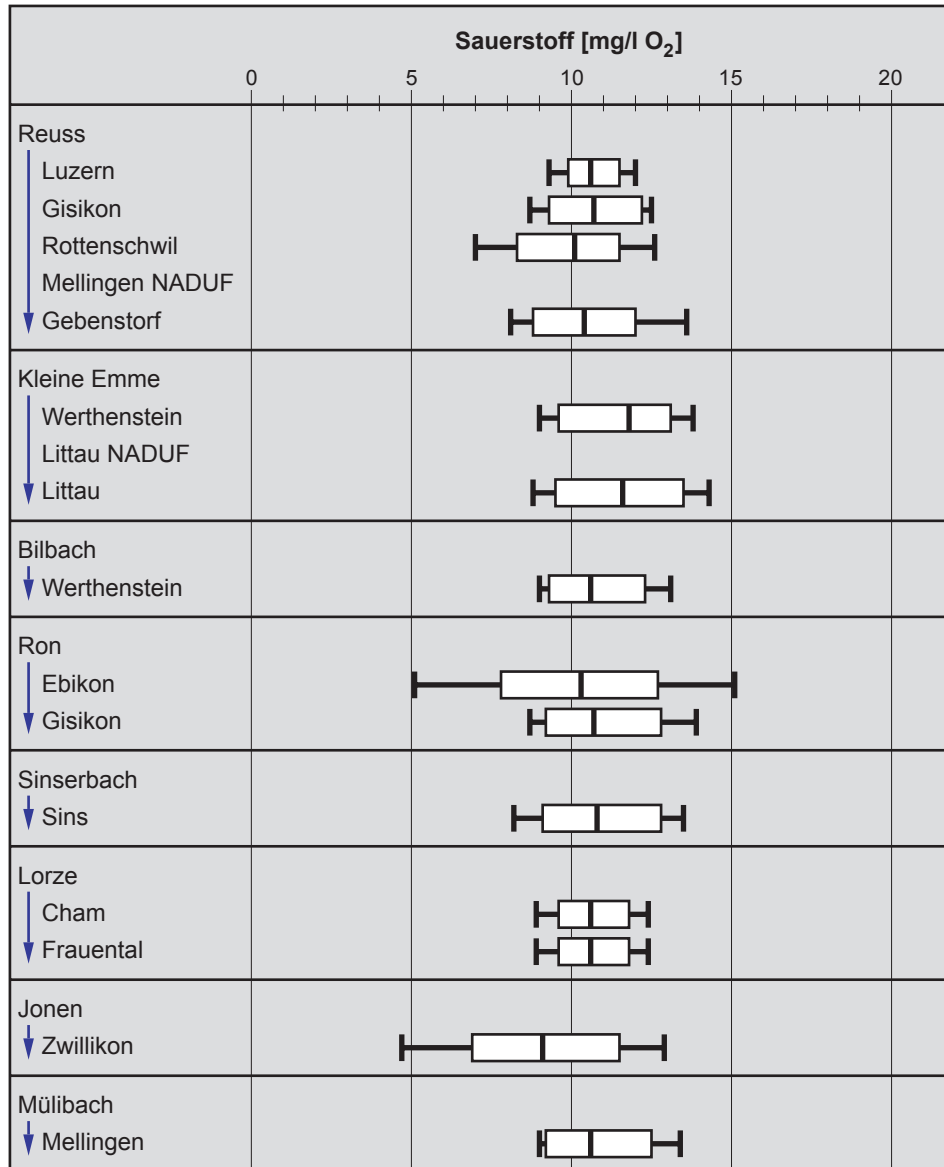 Sauerstoff [mg/l O₂]
0 5 10 15 20
Reuss
Luzern
Gisikon
Rottenschwil
Mellingen NADUF
Gebenstorf
Kleine Emme
Werthenstein
Littau NADUF
Littau
Bilbach
Werthenstein
Ron
Ebikon
Gisikon
Sinserbach
Sins
Lorze
Cham
Frauental
Jonen
Zwillikon
Mülibach
Mellingen